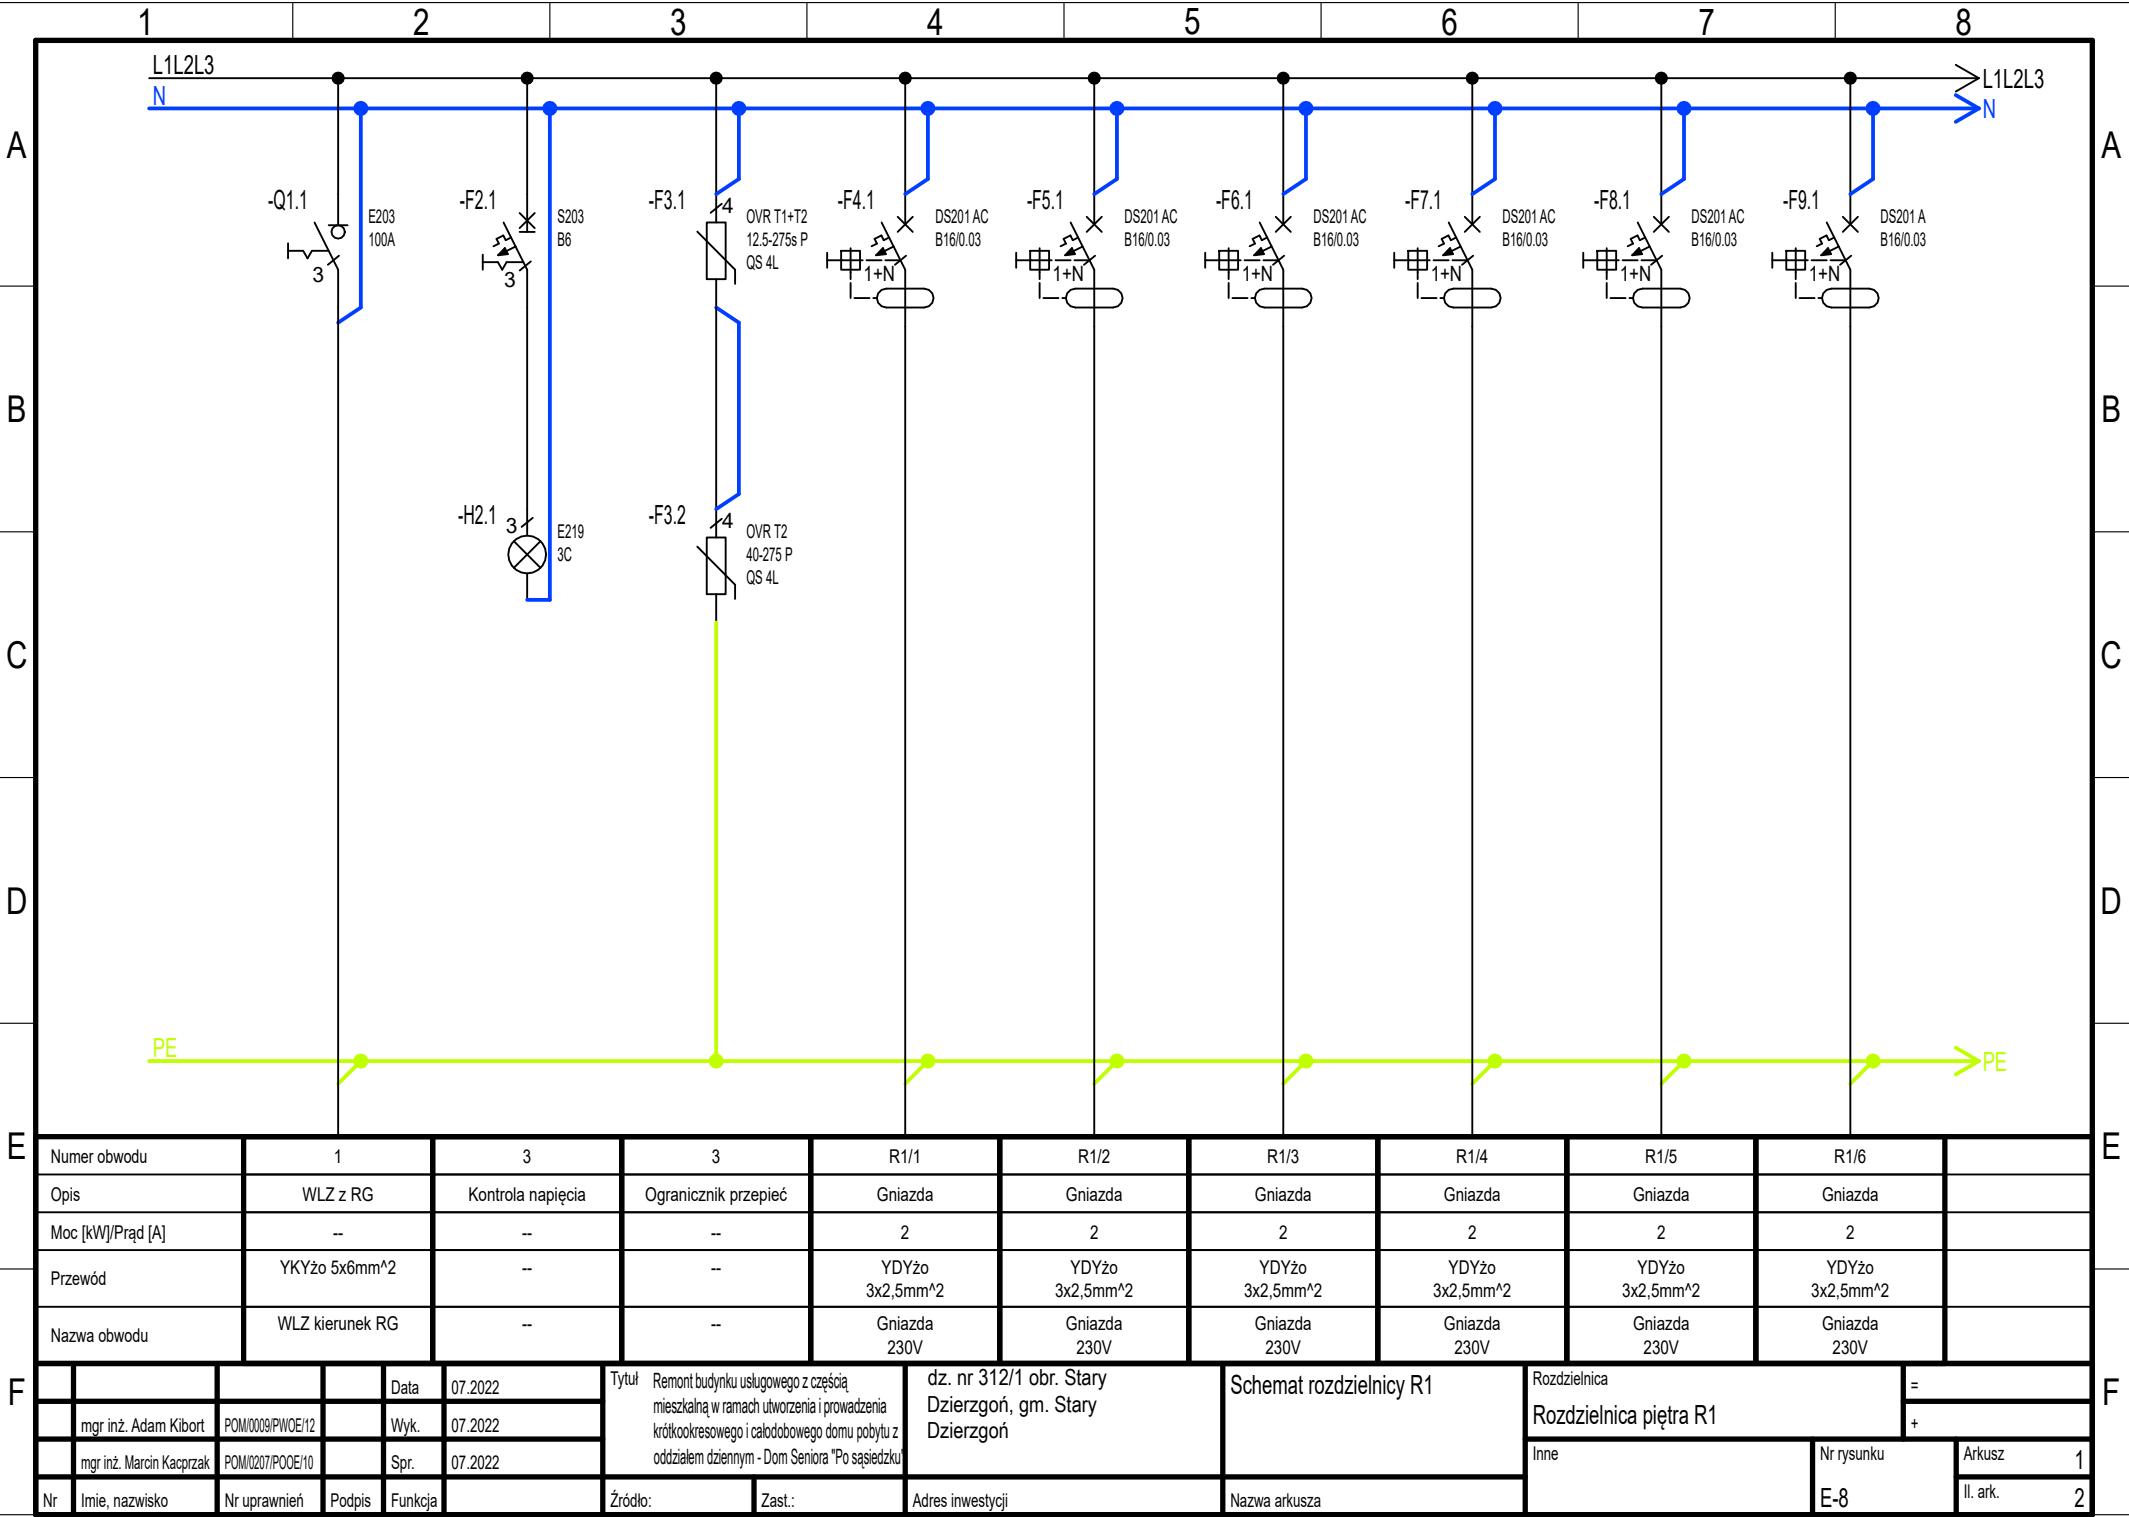 1 2 3 4 5 6 7 8
L1L2L3 L1L2L3
N N
A A
-Q1.1 E203
100A
3
-F2.1 S203
B6
3
-F3.1 4 OVR T1+T2
12.5-275s P
QS 4L
-F4.1 DS201 AC
B16/0.03
1+N
-F5.1 DS201 AC
B16/0.03
1+N
-F6.1 DS201 AC
B16/0.03
1+N
-F7.1 DS201 AC
B16/0.03
1+N
-F8.1 DS201 AC
B16/0.03
1+N
-F9.1 DS201 A
B16/0.03
1+N
B B
-H2.1 3 E219
3C
-F3.2 4 OVR T2
40-275 P
QS 4L
C C
D D
PE PE
E E
Numer obwodu 1 3 3 R1/1 R1/2 R1/3 R1/4 R1/5 R1/6
Opis WLZ z RG Kontrola napięcia Ogranicznik przepieć Gniazda Gniazda Gniazda Gniazda Gniazda Gniazda
Moc [kW]/Prąd [A] -- -- -- 2 2 2 2 2 2
Przewód YKYżo 5x6mm^2 -- -- YDYżo YDYżo YDYżo YDYżo YDYżo YDYżo
3x2,5mm^2 3x2,5mm^2 3x2,5mm^2 3x2,5mm^2 3x2,5mm^2 3x2,5mm^2
Nazwa obwodu WLZ kierunek RG -- -- Gniazda Gniazda Gniazda Gniazda Gniazda Gniazda
230V 230V 230V 230V 230V 230V
F F
Data 07.2022
mgr inż. Adam Kibort POM/0009/PWOE/12 Wyk. 07.2022
mgr inż. Marcin Kacprzak POM/0207/POOE/10 Spr. 07.2022
Nr Imie, nazwisko Nr uprawnień Podpis Funkcja
Tytuł Remont budynku usługowego z częścią
mieszkalną w ramach utworzenia i prowadzenia
krótkookresowego i całodobowego domu pobytu z
oddziałem dziennym - Dom Seniora "Po sąsiedzku"
Źródło: Zast.:
dz. nr 312/1 obr. Stary
Dzierzgoń, gm. Stary
Dzierzgoń
Adres inwestycji
Schemat rozdzielnicy R1
Nazwa arkusza
Rozdzielnica
Rozdzielnica piętra R1
=
+
Inne
Nr rysunku
E-8
Arkusz 1
Il. ark. 2